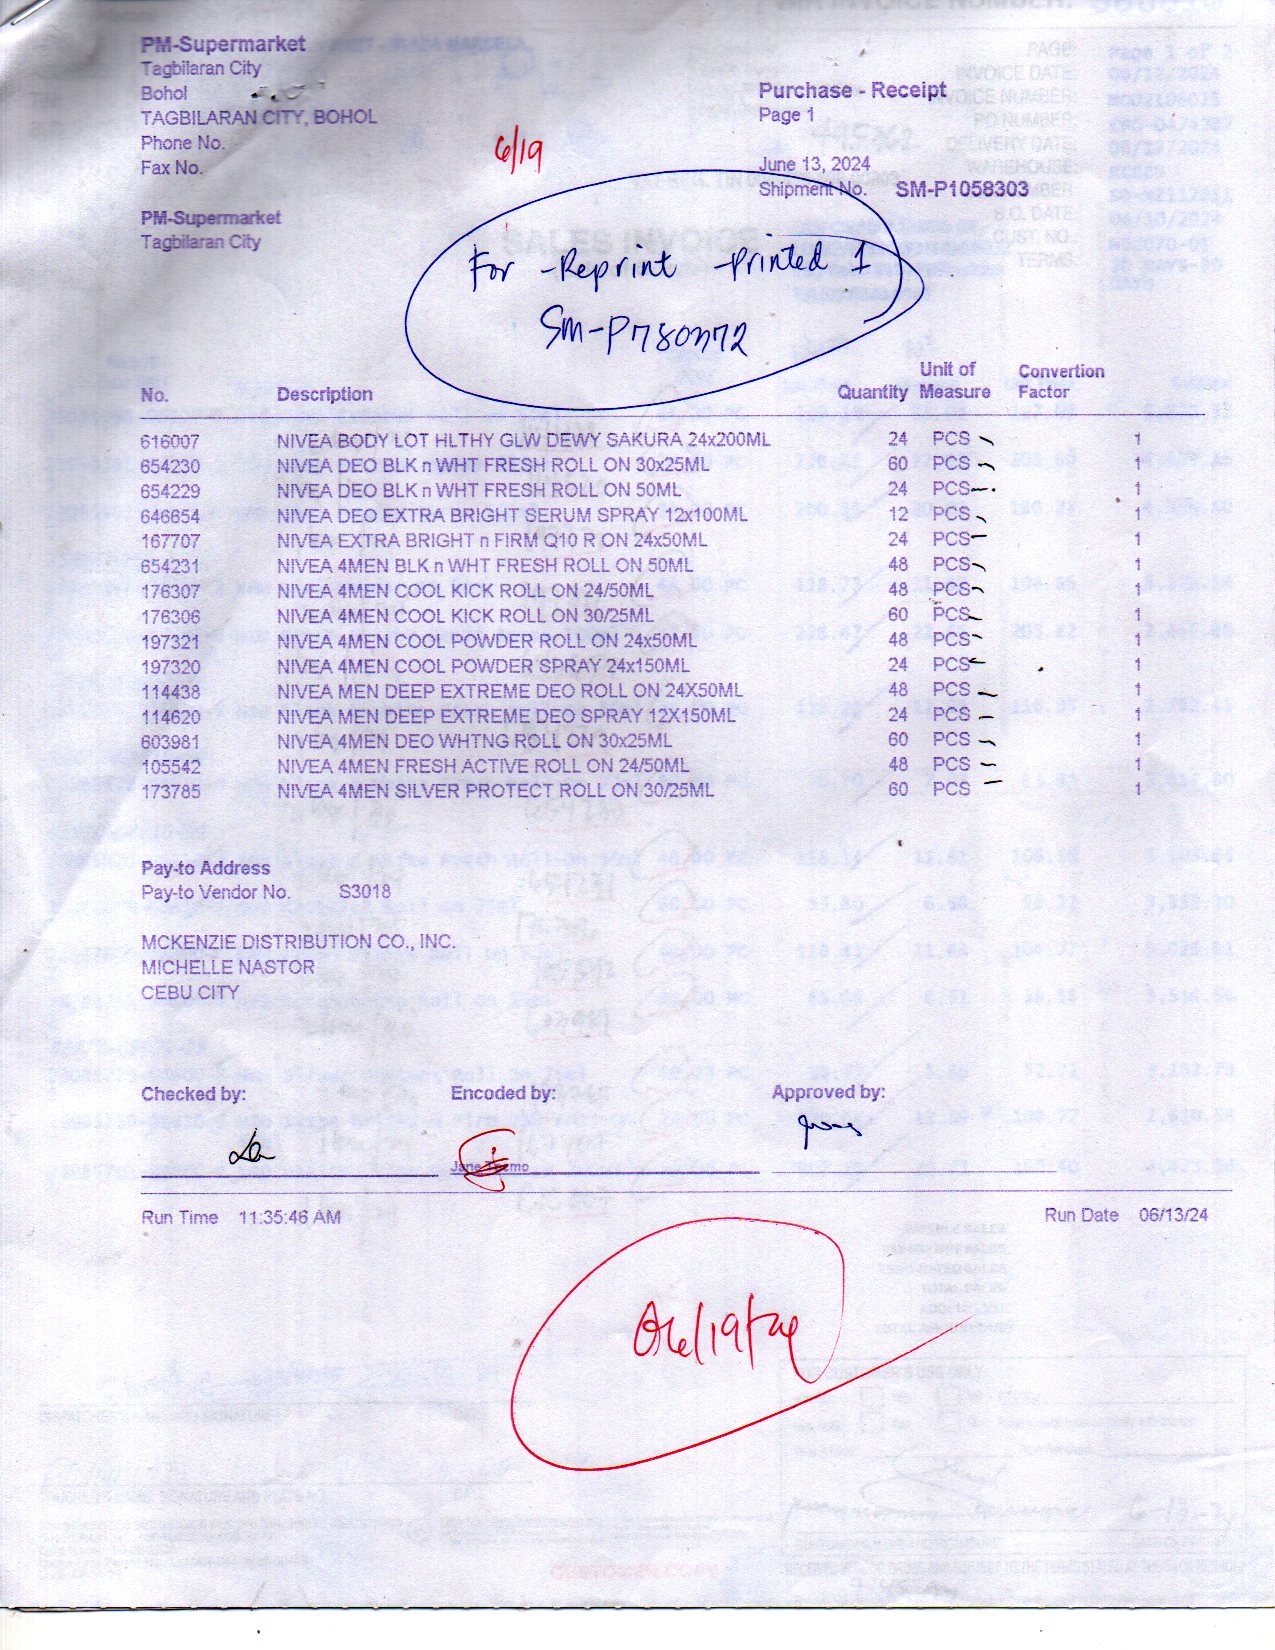 PM-Supermarket
Tagbilaran City
Bohol
TAGBILARAN CITY, BOHOL
Phone No.
Fax No.
Purchase - Receipt
Page 1
6/19
June 13, 2024
Shipment No. SM-P1058303
PM-Supermarket
Tagbilaran City
For -Reprint -Printed 1
No. Description Quantity Unit of Measure Convertion Factor
616007 NIVEA BODY LOT HLTHY GLW DEWY SAKURA 24x200ML 24 PCS 1
654230 NIVEA DEO BLK n WHT FRESH ROLL ON 30x25ML 60 PCS 1
654229 NIVEA DEO BLK n WHT FRESH ROLL ON 50ML 24 PCS 1
646654 NIVEA DEO EXTRA BRIGHT SERUM SPRAY 12x100ML 12 PCS 1
167707 NIVEA EXTRA BRIGHT n FIRM Q10 R ON 24x50ML 24 PCS 1
654231 NIVEA 4MEN BLK n WHT FRESH ROLL ON 50ML 48 PCS 1
176307 NIVEA 4MEN COOL KICK ROLL ON 24/50ML 48 PCS 1
176306 NIVEA 4MEN COOL KICK ROLL ON 30/25ML 60 PCS 1
197321 NIVEA 4MEN COOL POWDER ROLL ON 24x50ML 48 PCS 1
197320 NIVEA 4MEN COOL POWDER SPRAY 24x150ML 24 PCS 1
114438 NIVEA MEN DEEP EXTREME DEO ROLL ON 24X50ML 48 PCS 1
114620 NIVEA MEN DEEP EXTREME DEO SPRAY 12X150ML 24 PCS 1
603981 NIVEA 4MEN DEO WHTNG ROLL ON 30x25ML 60 PCS 1
105542 NIVEA 4MEN FRESH ACTIVE ROLL ON 24/50ML 48 PCS 1
173785 NIVEA 4MEN SILVER PROTECT ROLL ON 30/25ML 60 PCS 1
Pay-to Address
Pay-to Vendor No. S3018
MCKENZIE DISTRIBUTION CO., INC.
MICHELLE NASTOR
CEBU CITY
Checked by: Encoded by: Approved by:
Jane
Run Time 11:35:46 AM Run Date 06/13/24